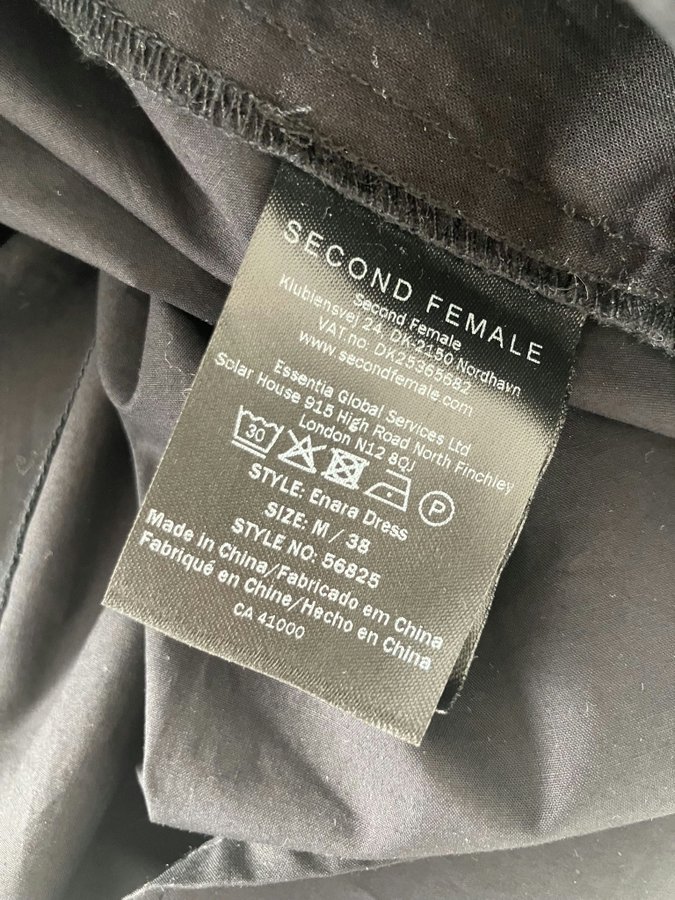 SECOND FEMALE
Second Female
Klubiensvej 24, DK-2150 Nordhavn
VAT.no. DK25365682
www.secondfemale.com
Essentia Global Services Ltd
Solar House 915 High Road North Finchley
London N12 8QJ
30 P
STYLE: Enara Dress
SIZE: M / 38
STYLE NO: 56825
Made in China/Fabricado em China
Fabriqué en Chine/Hecho en China
CA 41000